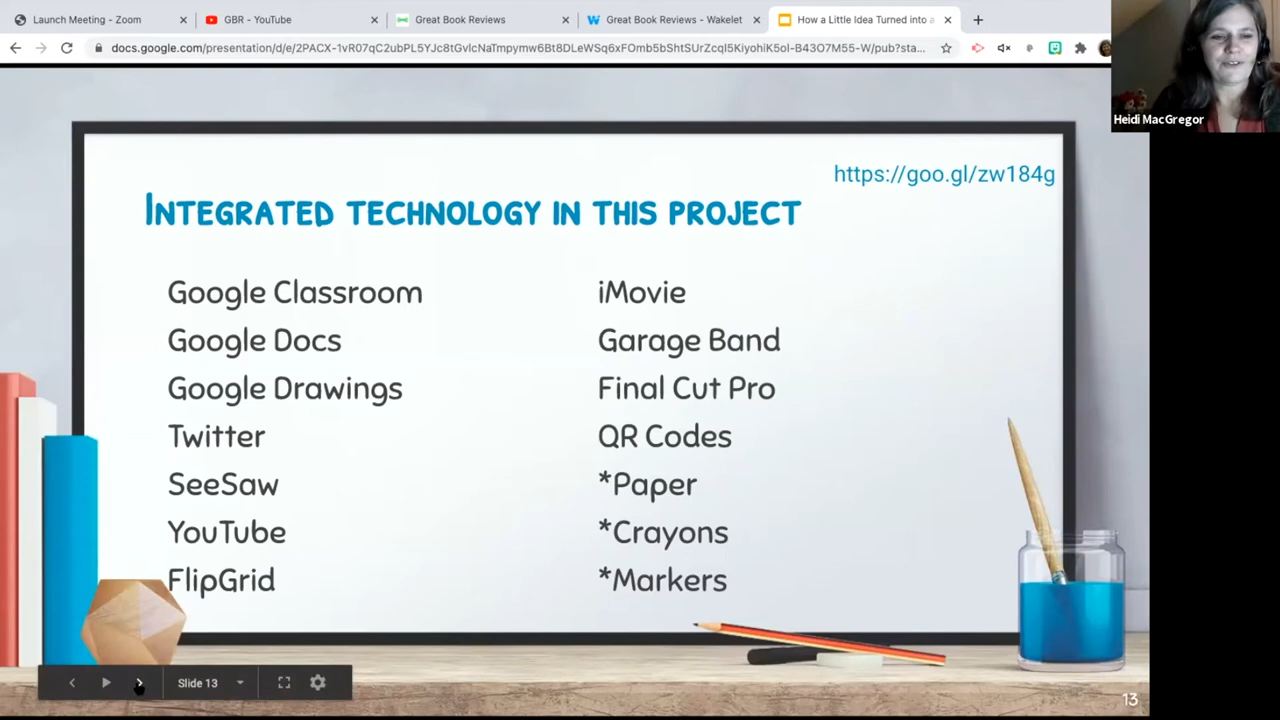 Launch Meeting - Zoom
GBR - YouTube
Great Book Reviews
Great Book Reviews - Wakelet
How a Little Idea Turned into a
docs.google.com/presentation/d/e/2PACX-1vR07qC2ubPL5YJc8tGvlcNaTmpymw6Bt8DLeWSq6xFOmb5bShtSUrZcqI5KiyohiK5ol-B43O7M55-W/pub?sta...
Heidi MacGregor
https://goo.gl/zw184g
Integrated technology in this project
Google Classroom
Google Docs
Google Drawings
Twitter
SeeSaw
YouTube
FlipGrid
iMovie
Garage Band
Final Cut Pro
QR Codes
*Paper
*Crayons
*Markers
Slide 13
13